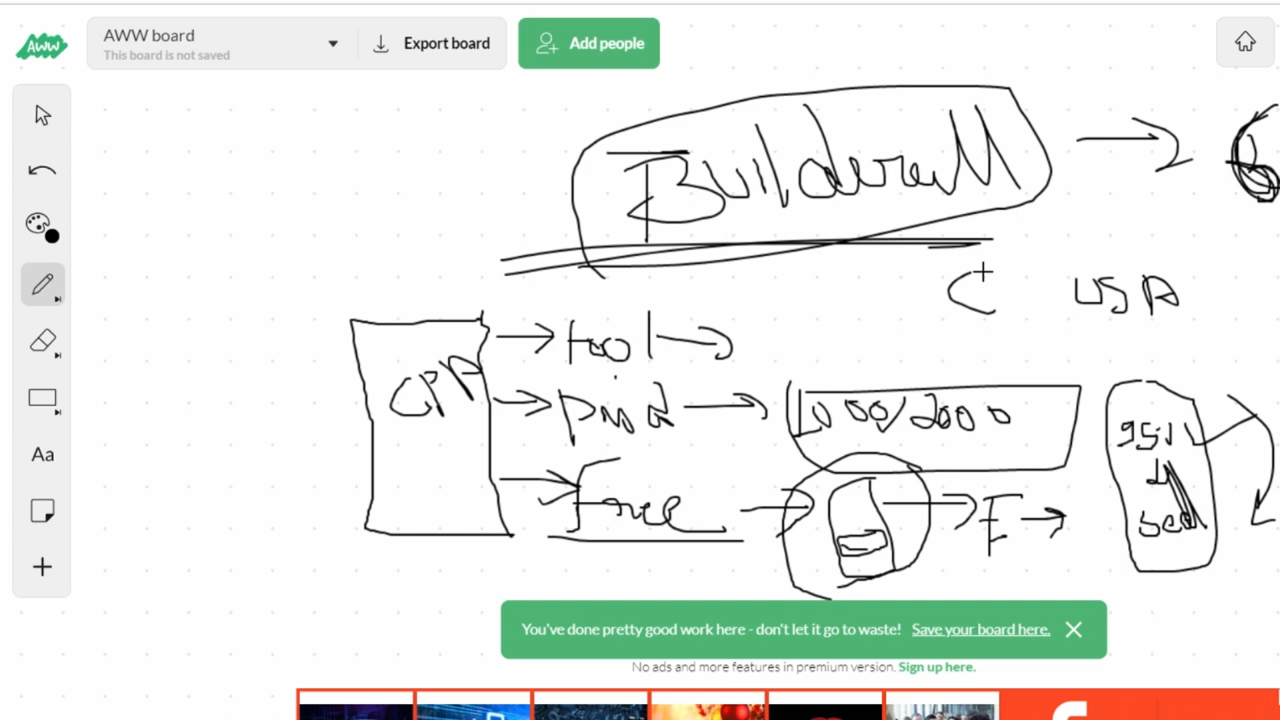 AWW
AWW board
This board is not saved
Export board
Add people
Builderall
C USA
CPA
tool
paid
1000/2000
Free
E
Aa
You've done pretty good work here - don't let it go to waste! Save your board here.
No ads and more features in premium version. Sign up here.